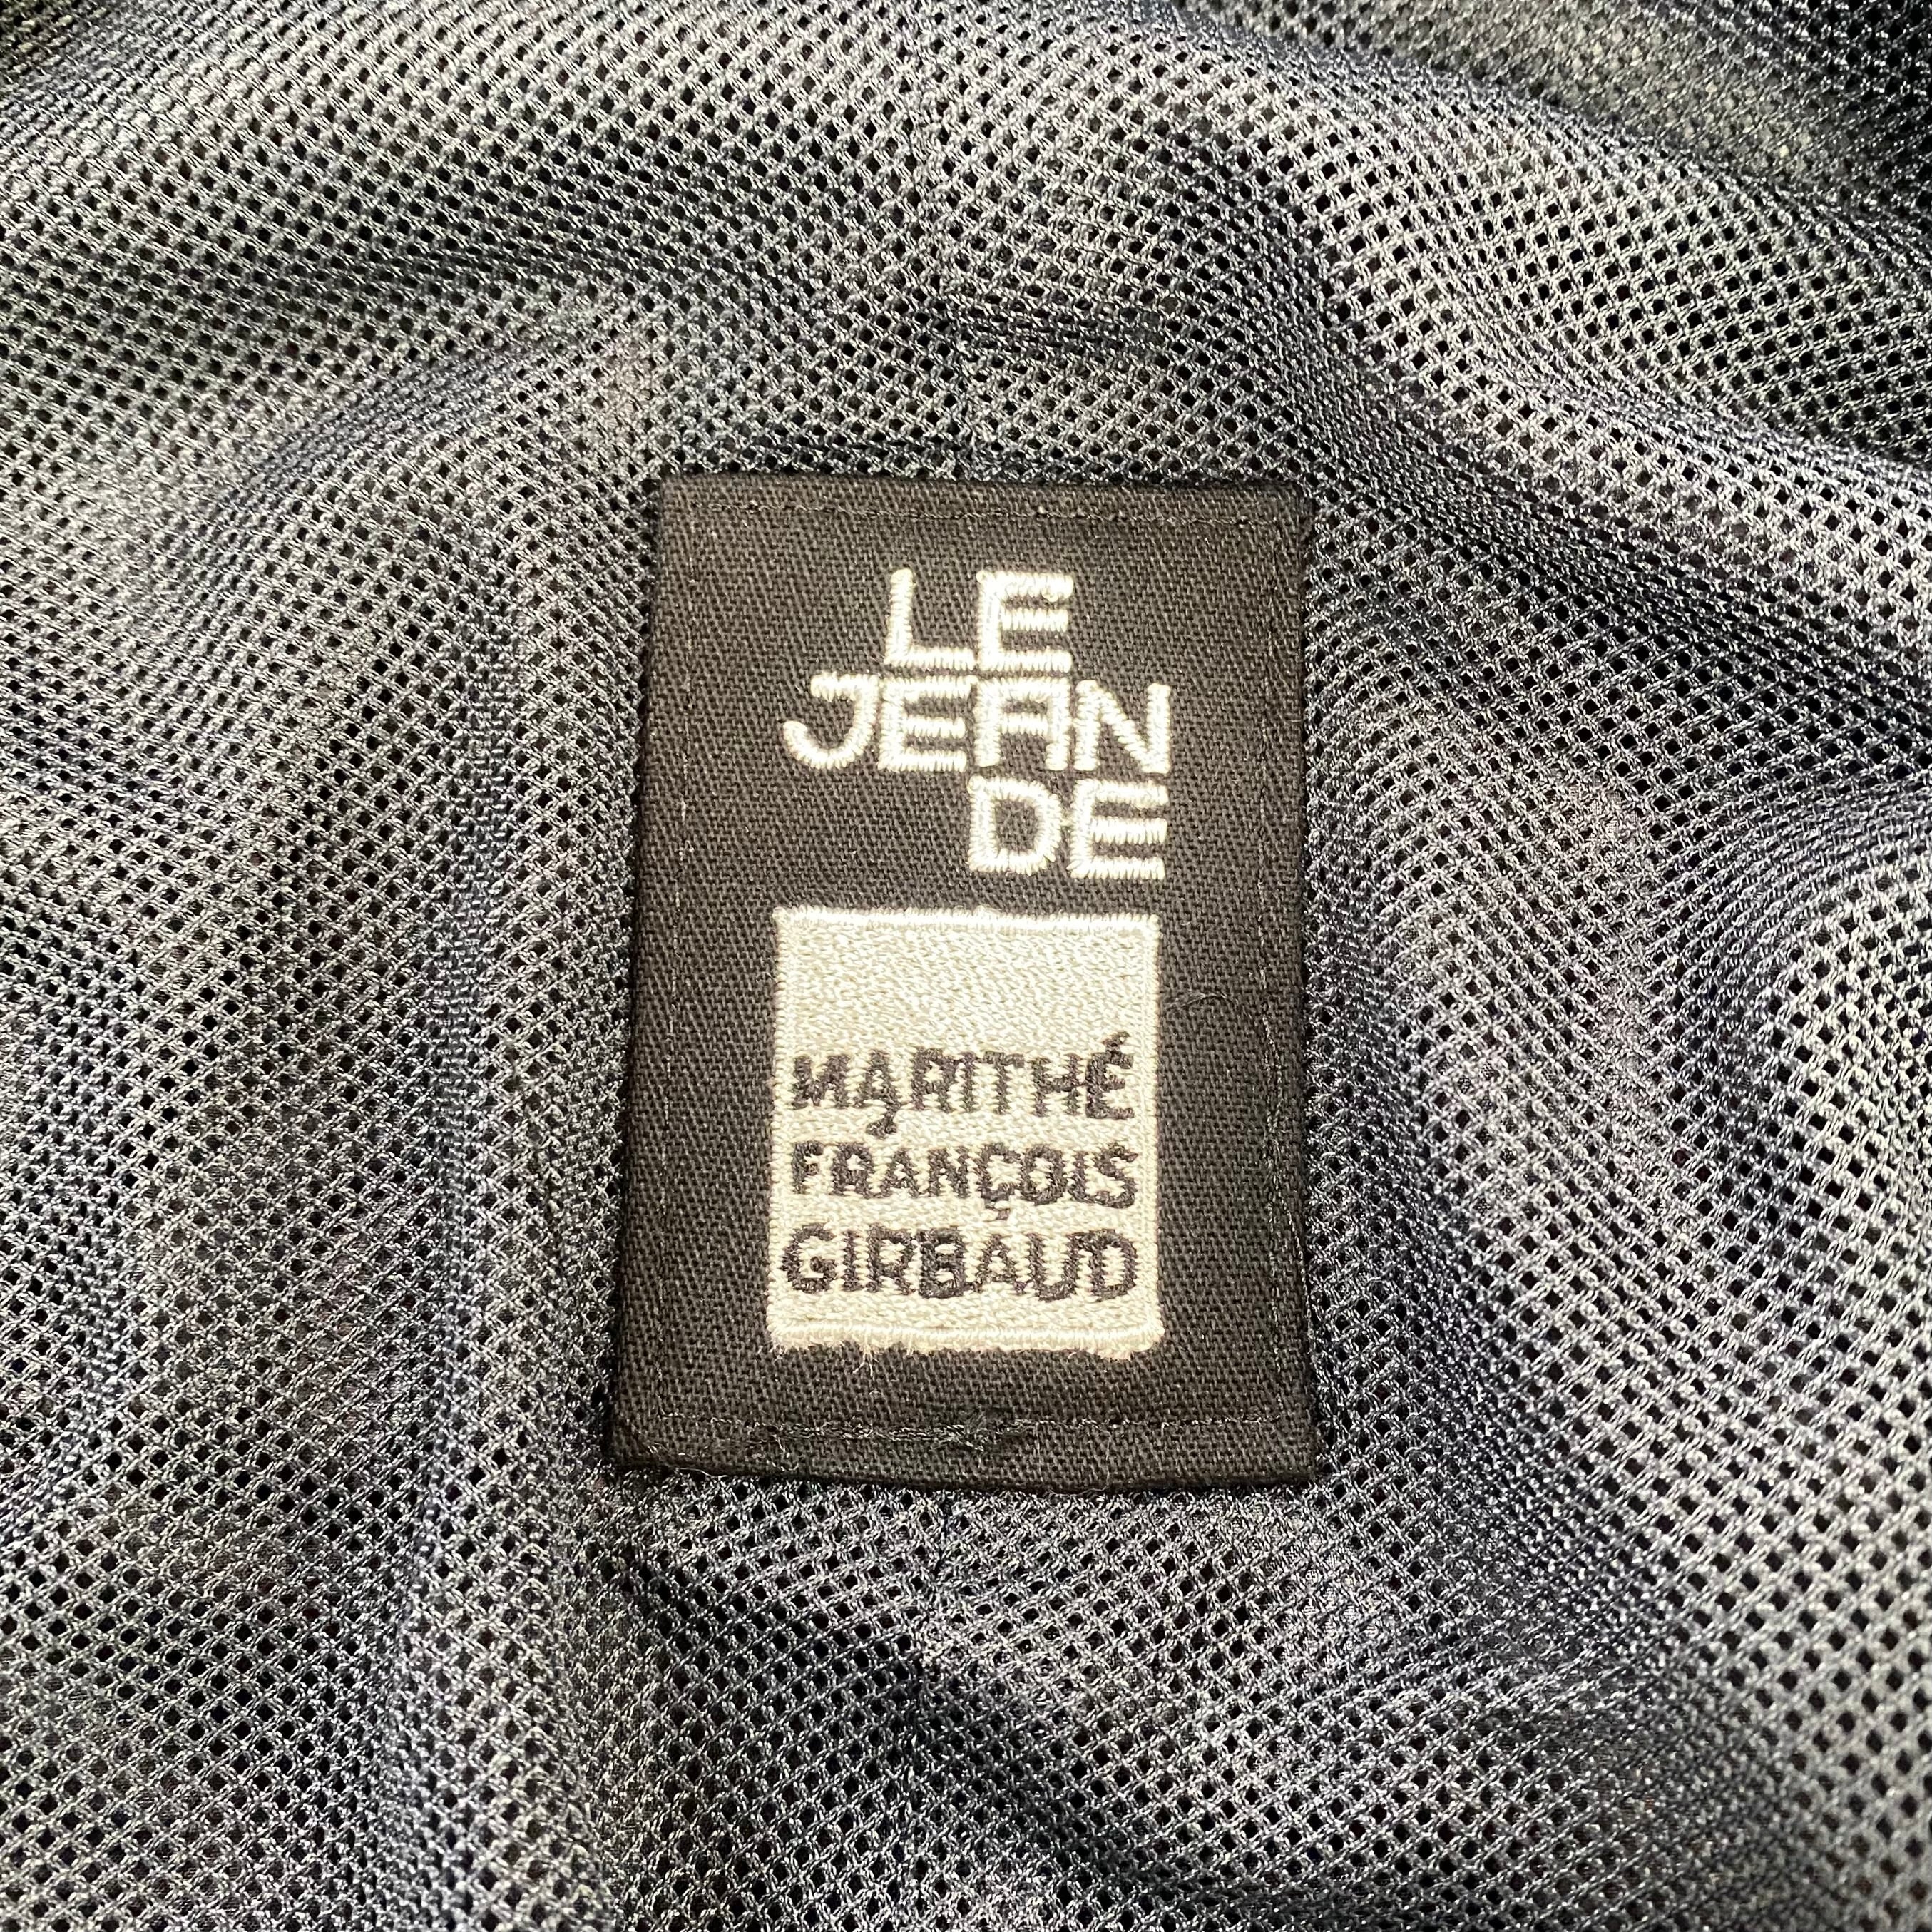 LE
JEAN
DE
MARITHÉ
FRANÇOIS
GIRBAUD